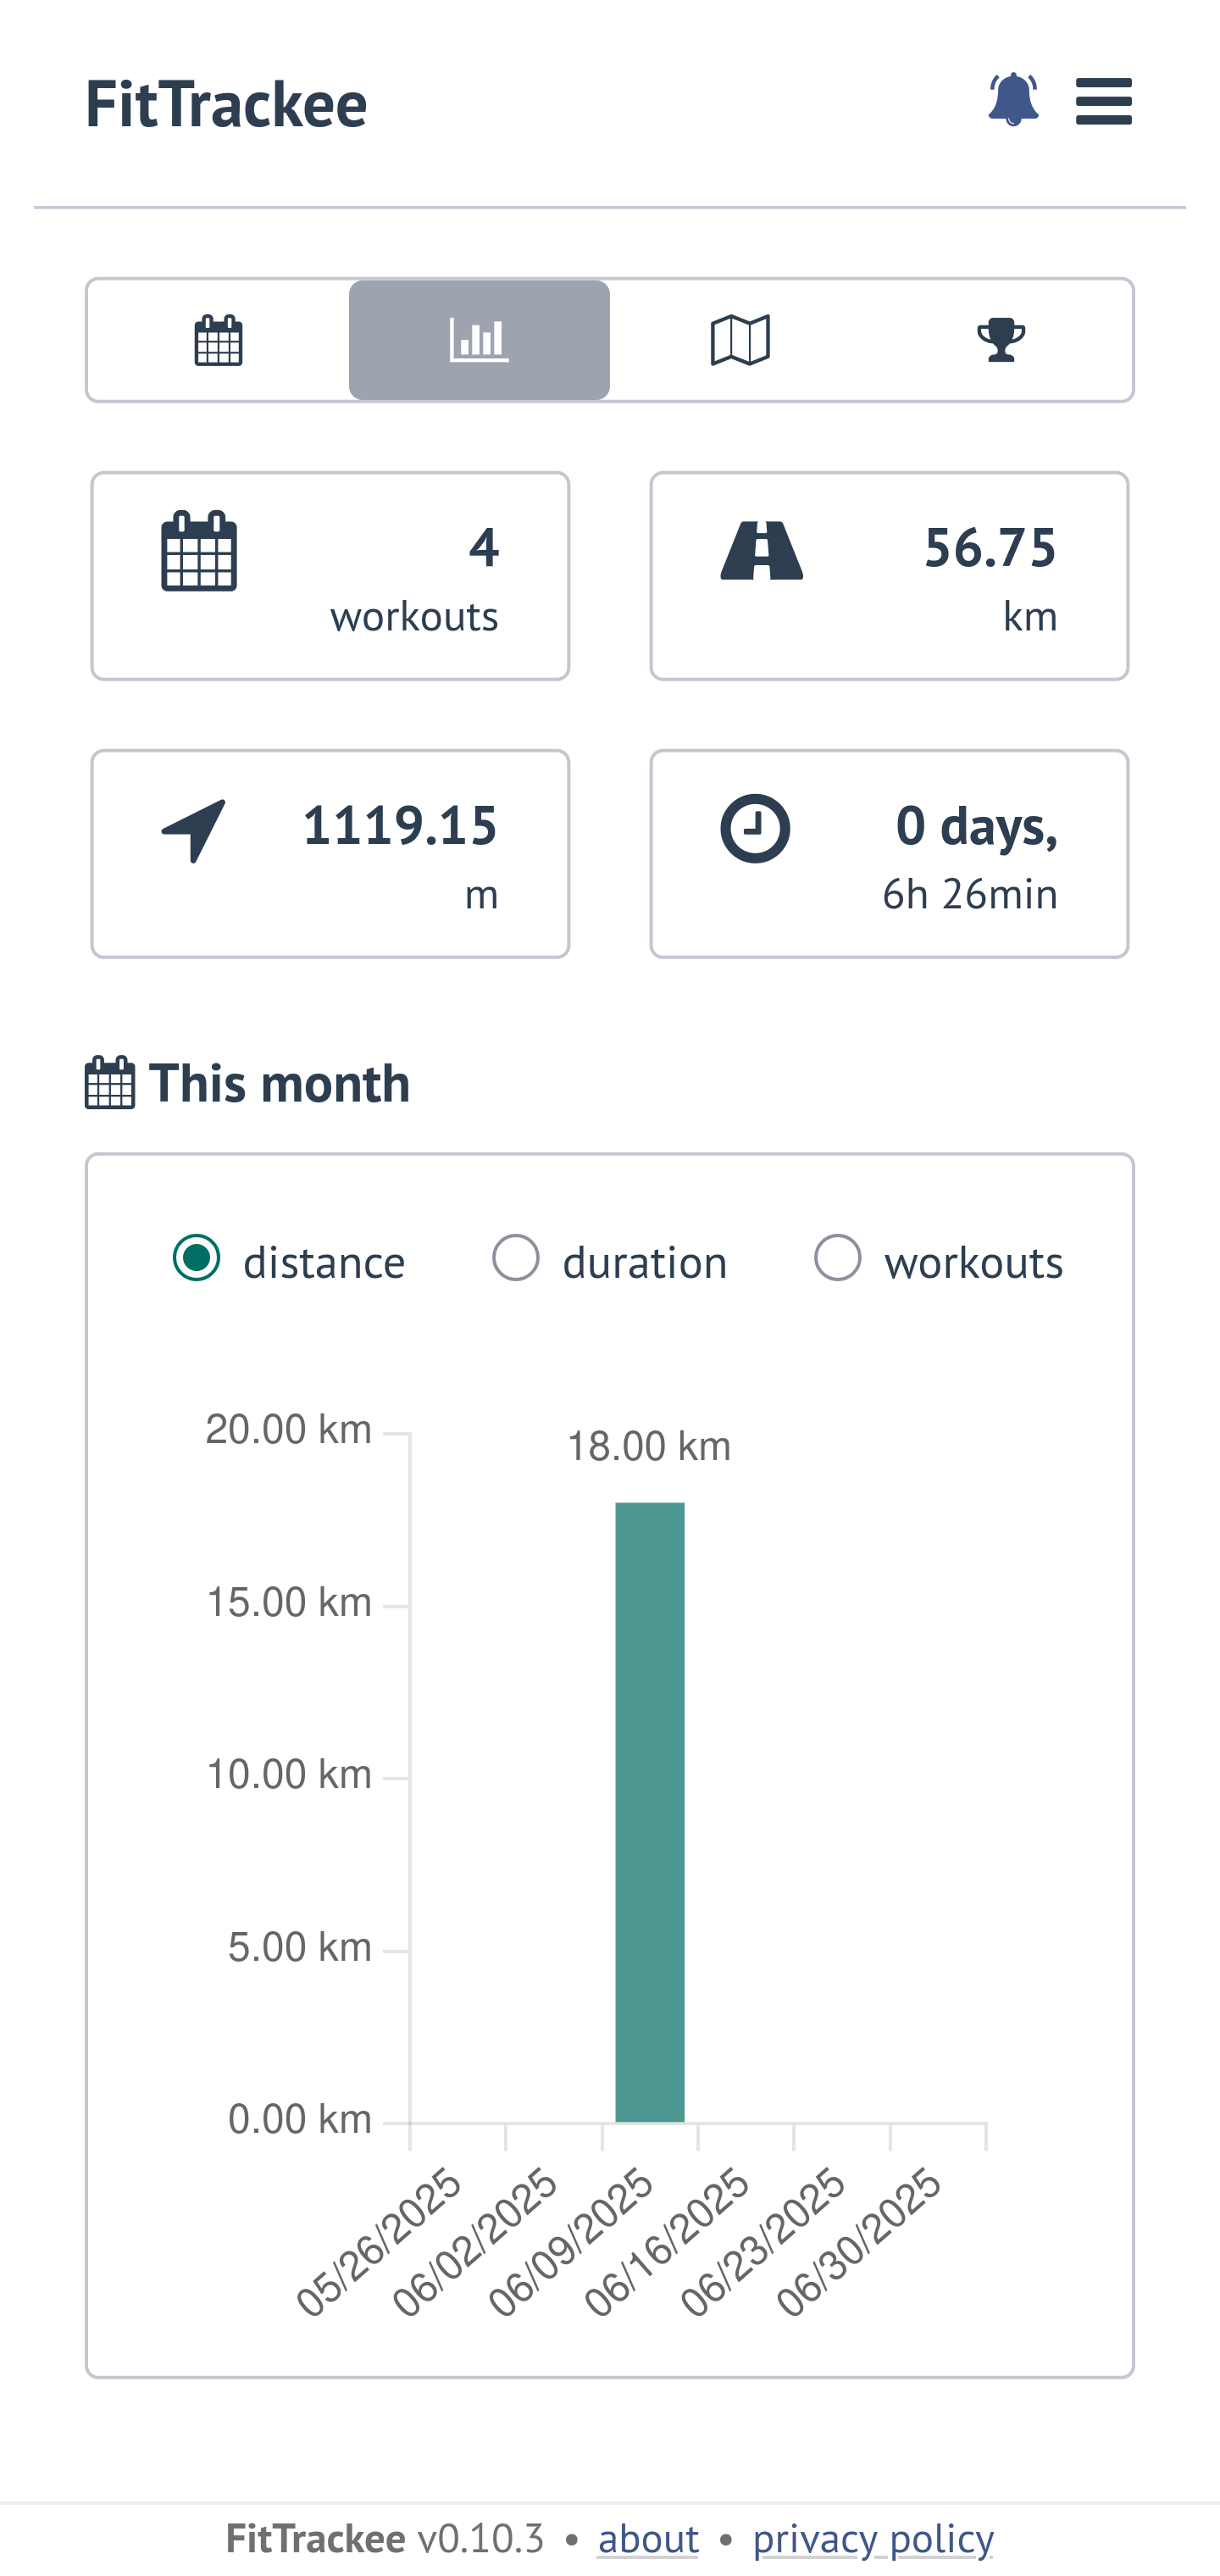 FitTrackee
4
workouts
56.75
km
1119.15
m
0 days,
6h 26min
This month
distance duration workouts
18.00 km
20.00 km
15.00 km
10.00 km
5.00 km
0.00 km
05/26/2025
06/02/2025
06/09/2025
06/16/2025
06/23/2025
06/30/2025
FitTrackee v0.10.3 • about • privacy policy